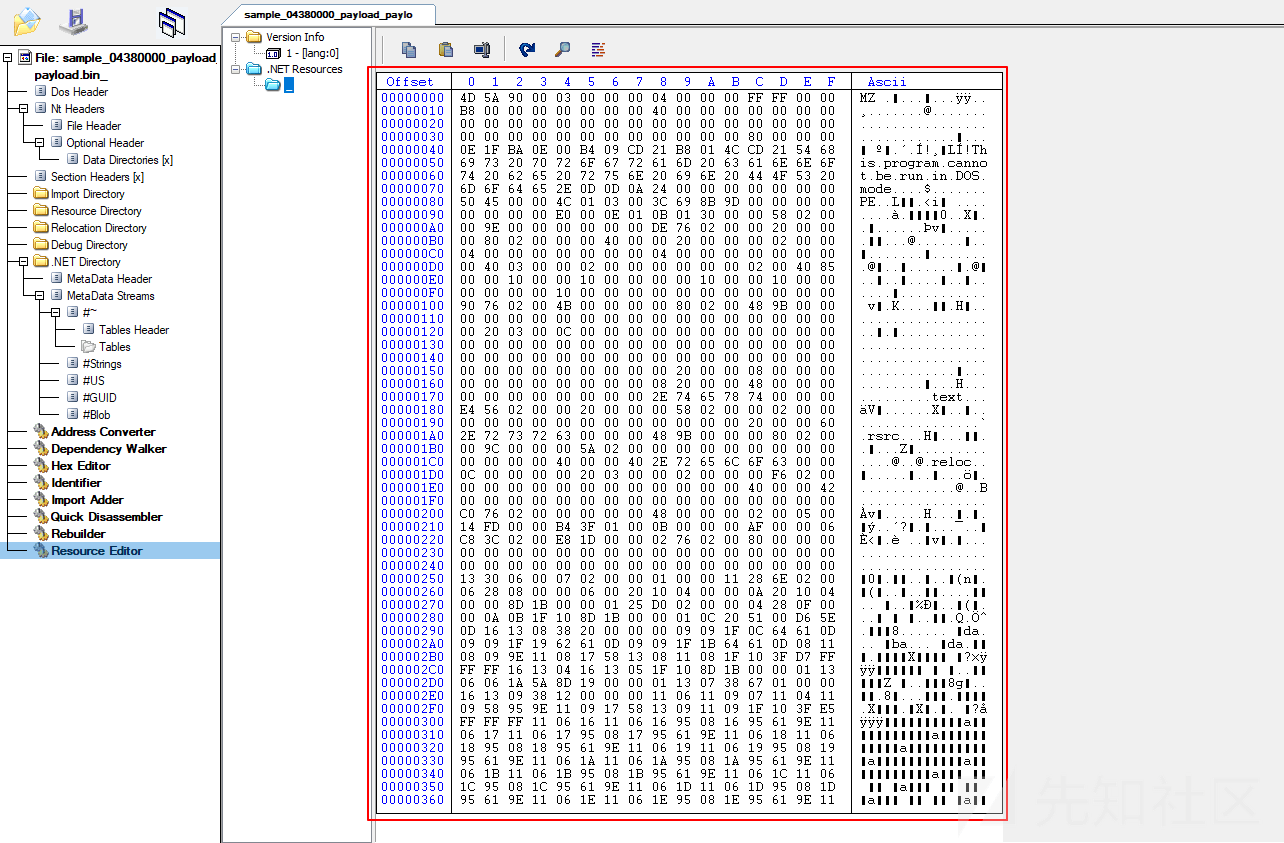 sample_04380000_payload_paylo
File: sample_04380000_payload_
payload.bin_
Dos Header
Nt Headers
File Header
Optional Header
Data Directories [x]
Section Headers [x]
Import Directory
Resource Directory
Relocation Directory
Debug Directory
.NET Directory
MetaData Header
MetaData Streams
#~
Tables Header
Tables
#Strings
#US
#GUID
#Blob
Address Converter
Dependency Walker
Hex Editor
Identifier
Import Adder
Quick Disassembler
Rebuilder
Resource Editor
Version Info
1 - [lang:0]
.NET Resources
Offset 0 1 2 3 4 5 6 7 8 9 A B C D E F Ascii
00000000 4D 5A 90 00 03 00 00 00 04 00 00 00 FF FF 00 00 MZ
00000010 B8 00 00 00 00 00 00 00 40 00 00 00 00 00 00 00
00000020 00 00 00 00 00 00 00 00 00 00 00 00 00 00 00 00
00000030 00 00 00 00 00 00 00 00 00 00 00 00
00000040 0E 1F BA 0E 00 B4 09 CD 21 B8 01 4C CD 21 54 68
00000050 69 73 20 70 72 6F 67 72 61 6D 20 63 61 6E 6E 6F is.program.canno
00000060 74 20 62 65 20 72 75 6E 20 69 6E 20 44 4F 53 20 t.be.run.in.DOS.
00000070 6D 6F 64 65 2E 0D 0D 0A 24 00 00 00 00 00 00 00 mode....$.......
00000080 50 45 00 00 4C 01 03 00 3C 69 8B 9D 00 00 00 00
00000090 00 00 00 00 E0 00 0E 01 0B 01 30 00 00 58 02 00
000000A0 00 9E 00 00 00 00 00 00 DE 76 02 00 00 20 00 00
000000B0 00 80 02 00 00 00 40 00 00 20 00 00 00 02 00 00
000000C0 04 00 00 00 00 00 00 00 04 00 00 00 00 00 00 00
000000D0 00 40 03 00 00 02 00 00 00 00 00 00 02 00 40 85
000000E0 00 00 10 00 00 10 00 00 00 00 10 00 00 10 00 00
000000F0 00 00 00 00 10 00 00 00 00 00 00 00 00 00 00 00
00000100 90 76 02 00 4B 00 00 00 00 80 02 00 48 9B 00 00
00000110 00 00 00 00 00 00 00 00 00 00 00 00 00 00 00 00
00000120 00 20 03 00 0C 00 00 00 00 00 00 00 00 00 00 00
00000130 00 00 00 00 00 00 00 00 00 00 00 00 00 00 00 00
00000140 00 00 00 00 00 00 00 00 00 00 00 00 00 00 00 00
00000150 00 00 00 00 00 00 00 00 00 20 00 00 08 00 00 00
00000160 00 00 00 00 00 00 00 00 08 20 00 00 48 00 00 00
00000170 00 00 00 00 00 00 00 00 2E 74 65 78 74 00 00 00
00000180 E4 56 02 00 00 20 00 00 00 58 02 00 00 02 00 00
00000190 00 00 00 00 00 00 00 00 00 00 00 00 20 00 00 60
000001A0 2E 72 73 72 63 00 00 00 48 9B 00 00 00 80 02 00
000001B0 00 9C 00 00 00 5A 02 00 00 00 00 00 00 00 00 00
000001C0 00 00 00 00 40 00 00 40 2E 72 65 6C 6F 63 00 00 ....@..@.reloc..
000001D0 0C 00 00 00 00 20 03 00 00 02 00 00 00 F6 02 00
000001E0 00 00 00 00 00 00 00 00 00 00 00 00 40 00 00 42
000001F0 00 00 00 00 00 00 00 00 00 00 00 00 00 00 00 00
00000200 C0 76 02 00 00 00 00 00 48 00 00 00 02 00 05 00
00000210 14 FD 00 00 B4 3F 01 00 0B 00 00 00 AF 00 00 06
00000220 C8 3C 02 00 E8 1D 00 00 02 76 02 00 00 00 00 00
00000230 00 00 00 00 00 00 00 00 00 00 00 00 00 00 00 00
00000240 00 00 00 00 00 00 00 00 00 00 00 00 00 00 00 00
00000250 13 30 06 00 07 02 00 00 01 00 00 11 28 6E 02 00
00000260 06 28 08 00 00 06 20 10 04 00 00 0A 20 10 04
00000270 00 00 8D 1B 00 00 01 25 D0 02 00 00 04 28 0F 00
00000280 00 0A 0B 1F 10 8D 1B 00 00 01 0C 20 51 00 D6 5E
00000290 0D 16 13 08 38 20 00 00 00 09 09 1F 0C 64 61 0D
000002A0 09 09 1F 19 62 61 0D 09 09 1F 1B 64 61 0D 08 11
000002B0 08 09 9E 11 08 17 58 13 08 11 08 1F 10 3F D7 FF
000002C0 FF FF 16 13 04 16 13 05 1F 10 8D 1B 00 00 01 13
000002D0 06 06 1A 5A 8D 19 00 00 01 13 07 38 67 01 00 00
000002E0 16 13 09 38 12 00 00 00 11 06 11 09 07 11 04 11
000002F0 09 58 95 9E 11 09 17 58 13 09 11 09 1F 10 3F E5
00000300 FF FF FF 11 06 16 11 06 16 95 08 16 95 61 9E 11
00000310 06 17 11 06 17 95 08 17 95 61 9E 11 06 18 11 06
00000320 18 95 08 18 95 61 9E 11 06 19 11 06 19 95 08 19
00000330 95 61 9E 11 06 1A 11 06 1A 95 08 1A 95 61 9E 11
00000340 06 1B 11 06 1B 95 08 1B 95 61 9E 11 06 1C 11 06
00000350 1C 95 08 1C 95 61 9E 11 06 1D 11 06 1D 95 08 1D
00000360 95 61 9E 11 06 1E 11 06 1E 95 08 1E 95 61 9E 11
先知社区